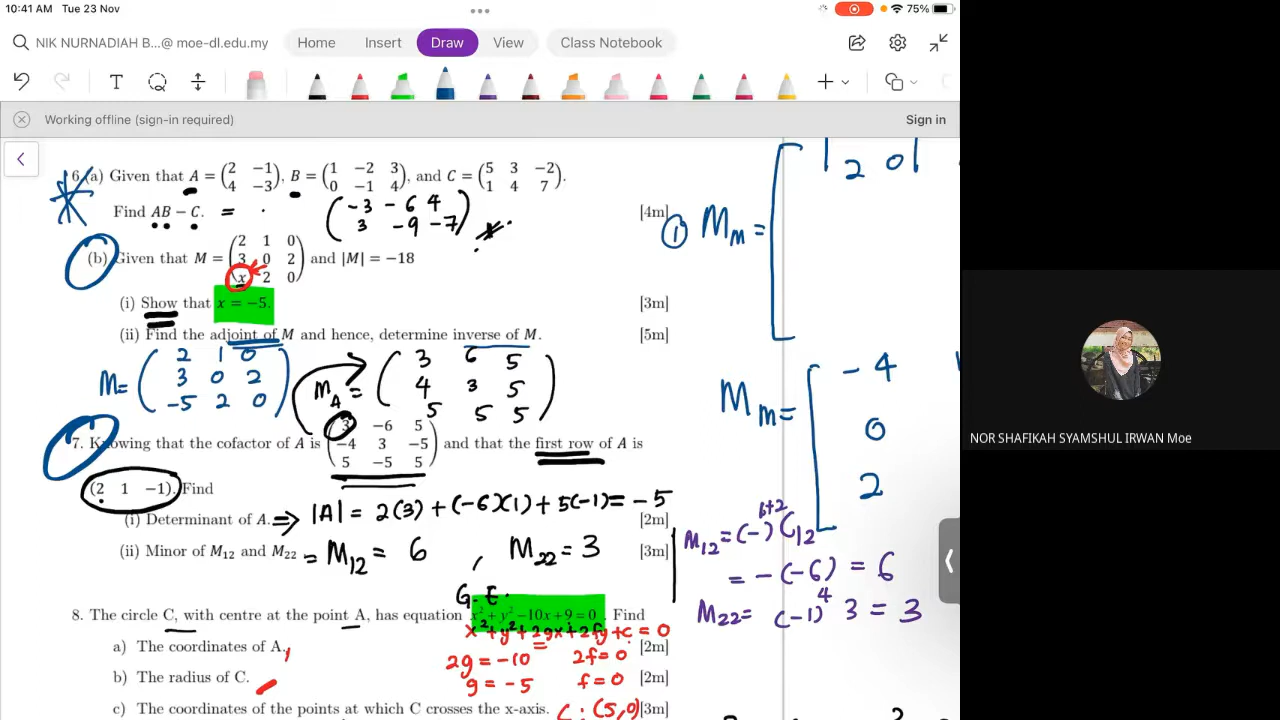 10:41 AM Tue 23 Nov
75%
NIK NURNADIAH B...@ moe-dl.edu.my
Home Insert Draw View Class Notebook
Working offline (sign-in required) Sign in
6.(a) Given that A = (2 -1 / 4 -3), B = (1 -2 3 / 0 -1 4), and C = (5 3 -2 / 1 4 7).
Find AB − C. = (-3 -6 4 / 3 -9 -7) [4m]
(b) Given that M = (2 1 0 / 3 0 2 / x 2 0) and |M| = −18
(i) Show that x = −5. [3m]
(ii) Find the adjoint of M and hence, determine inverse of M. [5m]
M = (2 1 0 / 3 0 2 / -5 2 0)
M_A = (3 6 5 / 4 3 5 / 5 5 5)
7. Knowing that the cofactor of A is (3 -6 5 / -4 3 -5 / 5 -5 5) and that the first row of A is
(2 1 −1). Find
(i) Determinant of A. ⇒ |A| = 2(3) + (-6)(1) + 5(-1) = -5 [2m]
(ii) Minor of M12 and M22 = M12 = 6 , M22 = 3 [3m]
G.E.
8. The circle C, with centre at the point A, has equation x² + y² − 10x + 9 = 0. Find
x² + y² + 2gx + 2fy + c = 0
a) The coordinates of A. [2m]
2g = -10 2f = 0
b) The radius of C. [2m]
g = -5 f = 0
c) The coordinates of the points at which C crosses the x-axis. [3m]
C : (5, 0)
|2 0|
① Mm = [
Mm = [-4 / 0 / 2
M12 = (-)^1+2 C12
= -(-6) = 6
M22 = (-1)^4 3 = 3
NOR SHAFIKAH SYAMSHUL IRWAN Moe